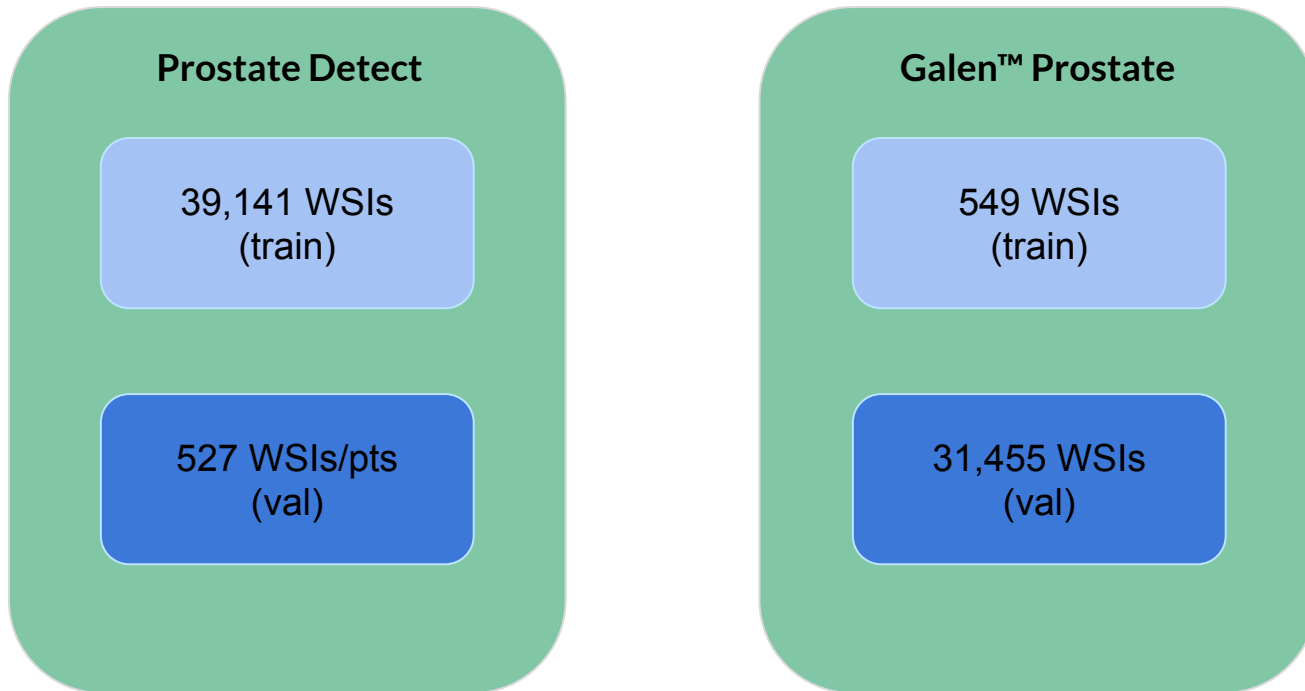 Prostate Detect
39,141 WSIs
(train)
527 WSIs/pts
(val)
Galen™ Prostate
549 WSIs
(train)
31,455 WSIs
(val)